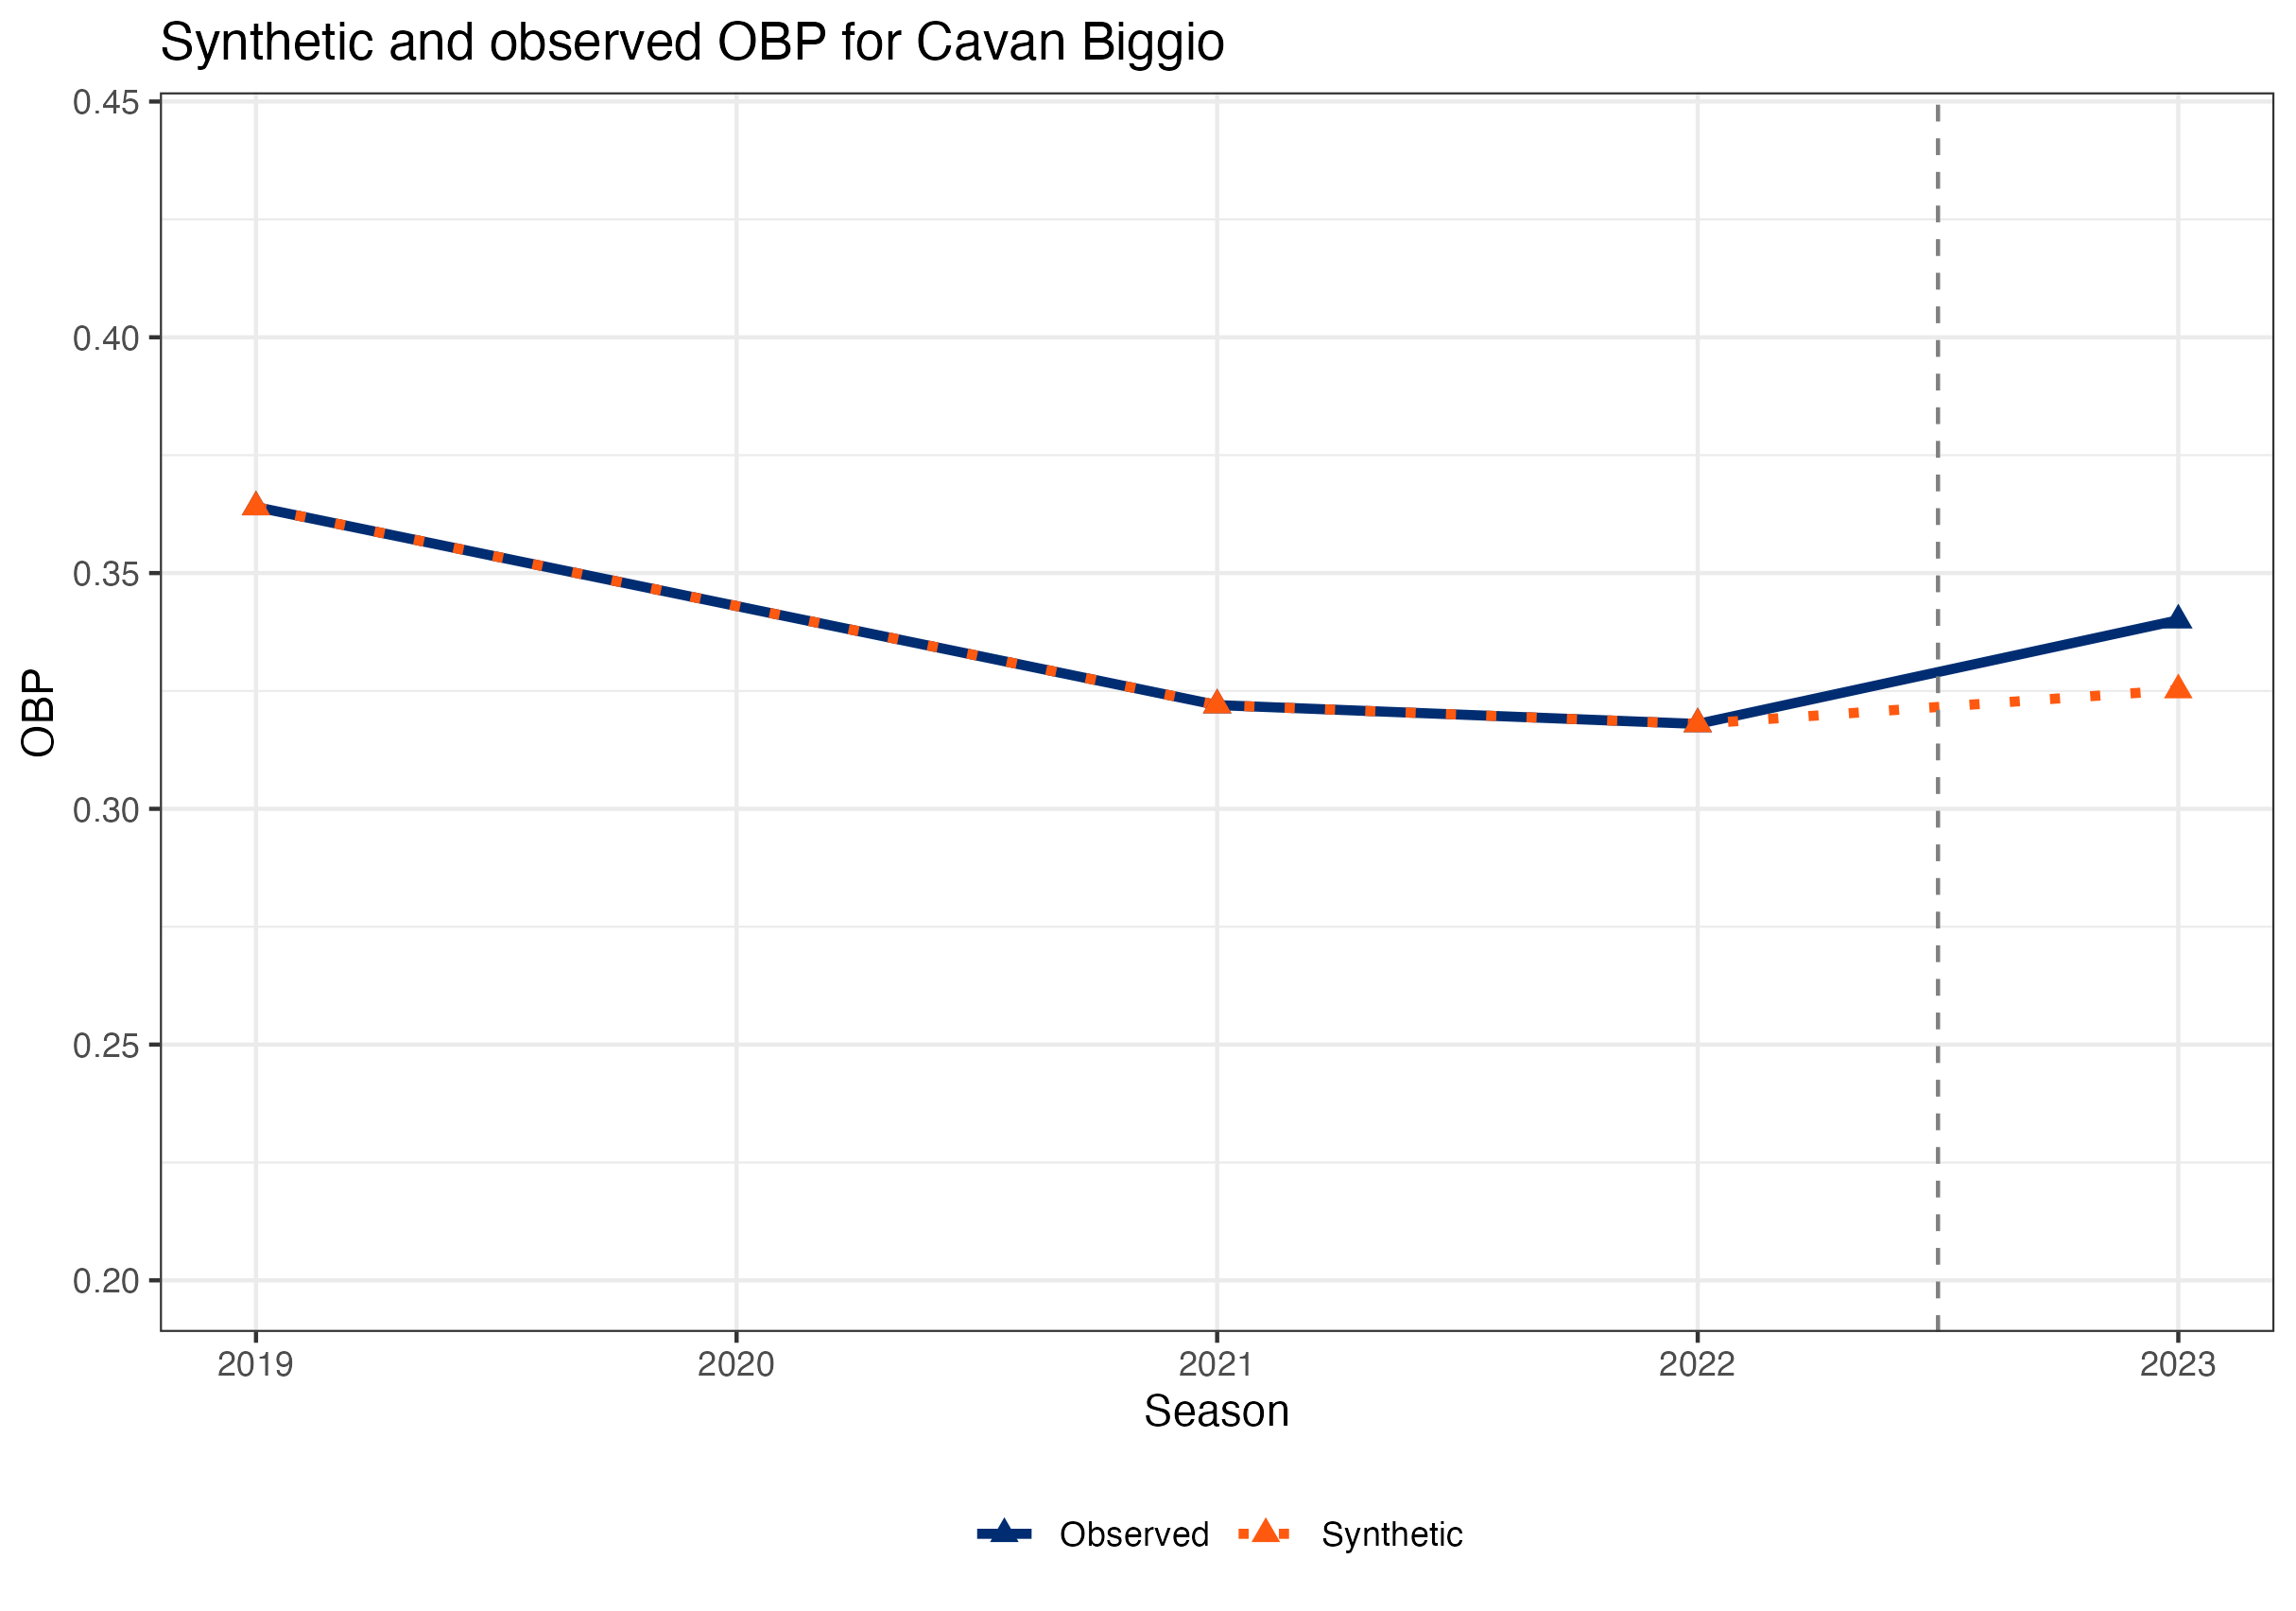 Synthetic and observed OBP for Cavan Biggio
0.45
0.40
0.35
0.30
0.25
0.20
OBP
2019 2020 2021 2022 2023
Season
Observed Synthetic